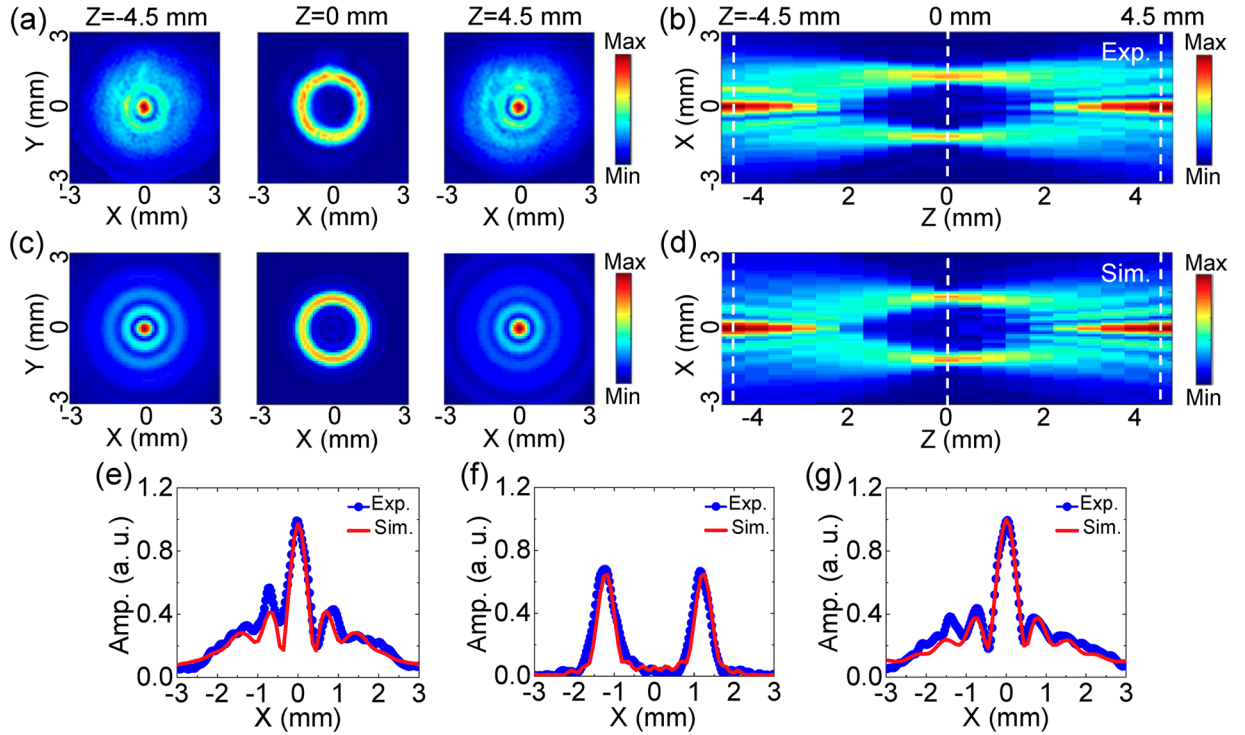 (a) Z=-4.5 mm Z=0 mm Z=4.5 mm (b) Z=-4.5 mm 0 mm 4.5 mm
Y (mm) 3 0 -3 Max Min X (mm) 3 0 -3 Exp. Max Min
-3 0 3 -3 0 3 -3 0 3 -4 2 0 2 4
X (mm) X (mm) X (mm) Z (mm)
(c) (d)
Y (mm) 3 0 -3 Max Min X (mm) 3 0 -3 Sim. Max Min
-3 0 3 -3 0 3 -3 0 3 -4 2 0 2 4
X (mm) X (mm) X (mm) Z (mm)
(e) (f) (g)
Amp. (a. u.) 1.2 0.8 0.4 0.0 Exp. Sim.
-3 -2 -1 0 1 2 3
X (mm)
Amp. (a. u.) 1.2 0.8 0.4 0.0 Exp. Sim.
-3 -2 -1 0 1 2 3
X (mm)
Amp. (a. u.) 1.2 0.8 0.4 0.0 Exp. Sim.
-3 -2 -1 0 1 2 3
X (mm)